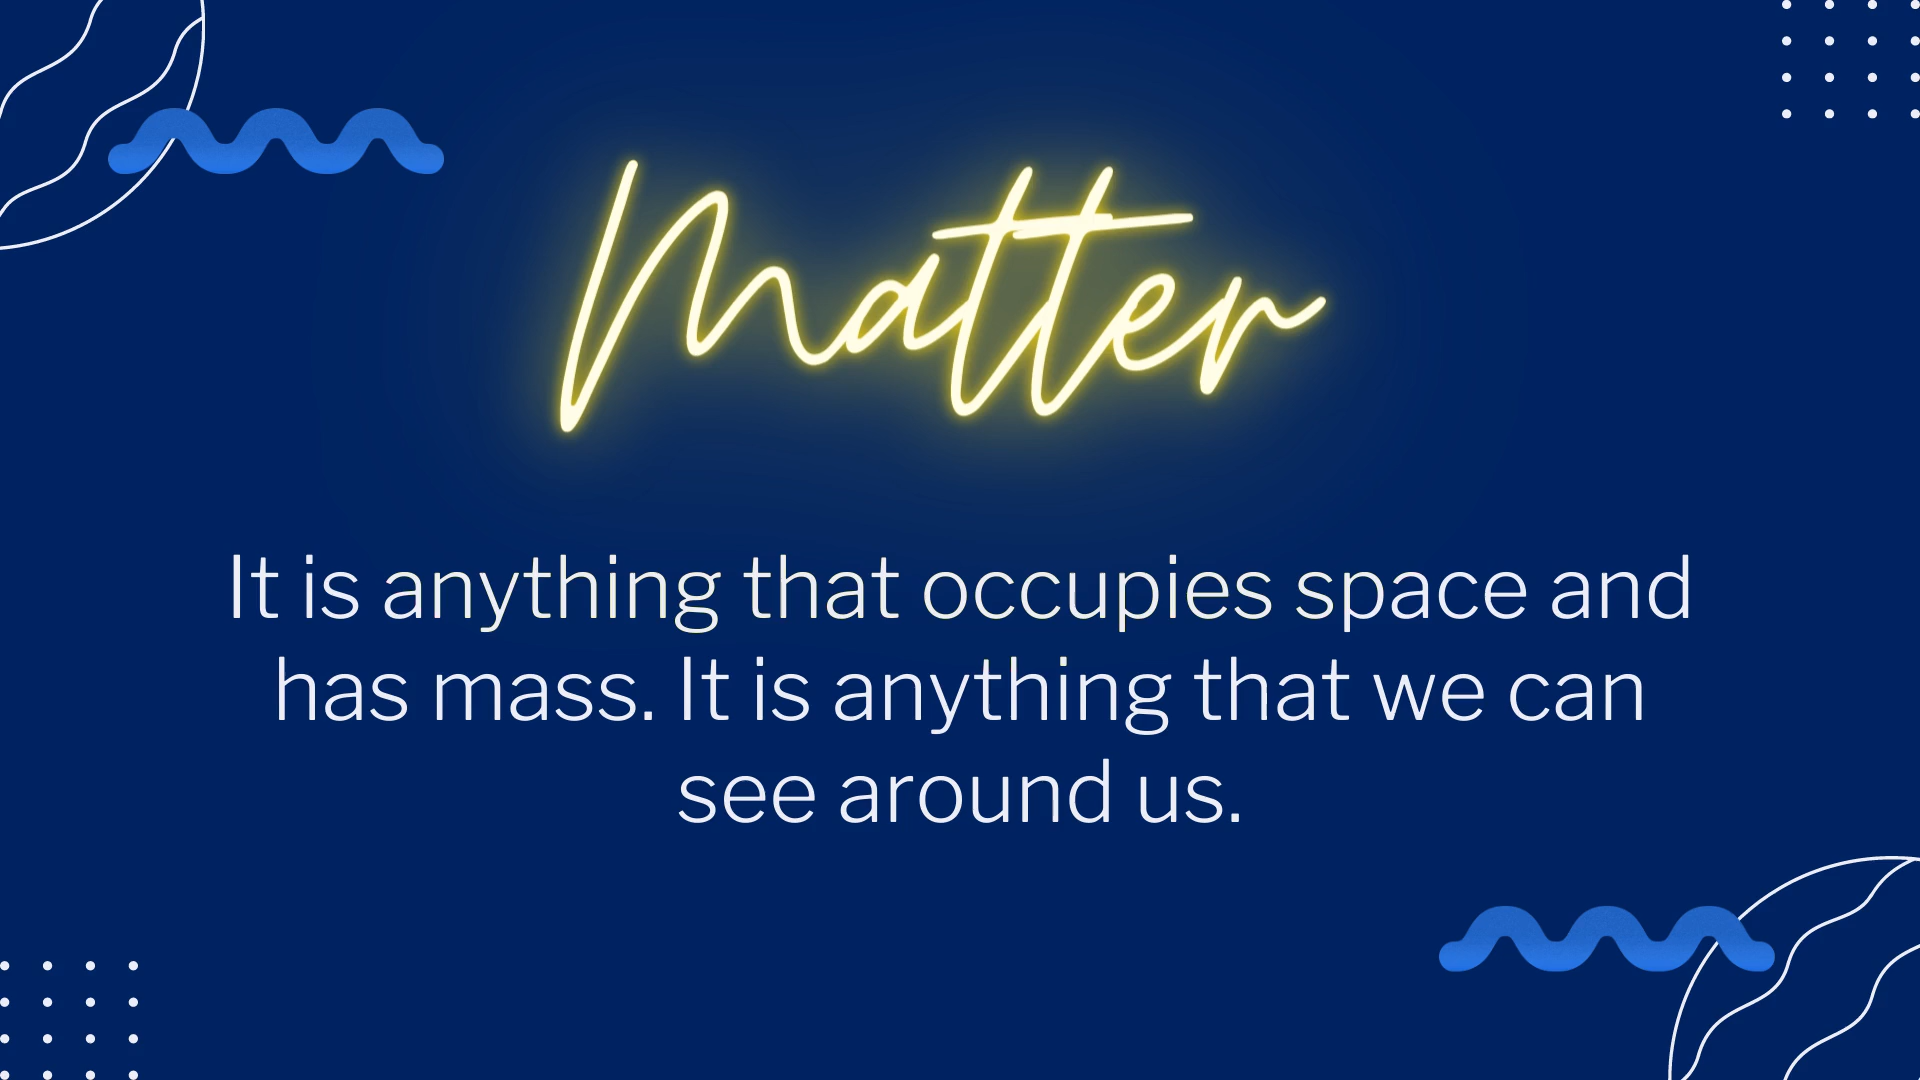 Matter
It is anything that occupies space and
has mass. It is anything that we can
see around us.